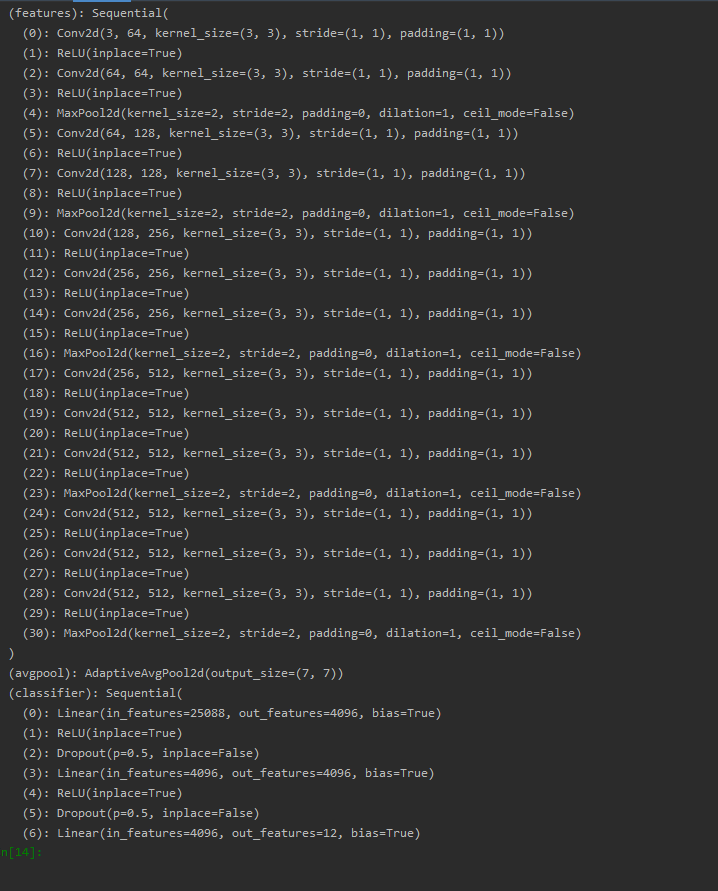 (features): Sequential(
  (0): Conv2d(3, 64, kernel_size=(3, 3), stride=(1, 1), padding=(1, 1))
  (1): ReLU(inplace=True)
  (2): Conv2d(64, 64, kernel_size=(3, 3), stride=(1, 1), padding=(1, 1))
  (3): ReLU(inplace=True)
  (4): MaxPool2d(kernel_size=2, stride=2, padding=0, dilation=1, ceil_mode=False)
  (5): Conv2d(64, 128, kernel_size=(3, 3), stride=(1, 1), padding=(1, 1))
  (6): ReLU(inplace=True)
  (7): Conv2d(128, 128, kernel_size=(3, 3), stride=(1, 1), padding=(1, 1))
  (8): ReLU(inplace=True)
  (9): MaxPool2d(kernel_size=2, stride=2, padding=0, dilation=1, ceil_mode=False)
  (10): Conv2d(128, 256, kernel_size=(3, 3), stride=(1, 1), padding=(1, 1))
  (11): ReLU(inplace=True)
  (12): Conv2d(256, 256, kernel_size=(3, 3), stride=(1, 1), padding=(1, 1))
  (13): ReLU(inplace=True)
  (14): Conv2d(256, 256, kernel_size=(3, 3), stride=(1, 1), padding=(1, 1))
  (15): ReLU(inplace=True)
  (16): MaxPool2d(kernel_size=2, stride=2, padding=0, dilation=1, ceil_mode=False)
  (17): Conv2d(256, 512, kernel_size=(3, 3), stride=(1, 1), padding=(1, 1))
  (18): ReLU(inplace=True)
  (19): Conv2d(512, 512, kernel_size=(3, 3), stride=(1, 1), padding=(1, 1))
  (20): ReLU(inplace=True)
  (21): Conv2d(512, 512, kernel_size=(3, 3), stride=(1, 1), padding=(1, 1))
  (22): ReLU(inplace=True)
  (23): MaxPool2d(kernel_size=2, stride=2, padding=0, dilation=1, ceil_mode=False)
  (24): Conv2d(512, 512, kernel_size=(3, 3), stride=(1, 1), padding=(1, 1))
  (25): ReLU(inplace=True)
  (26): Conv2d(512, 512, kernel_size=(3, 3), stride=(1, 1), padding=(1, 1))
  (27): ReLU(inplace=True)
  (28): Conv2d(512, 512, kernel_size=(3, 3), stride=(1, 1), padding=(1, 1))
  (29): ReLU(inplace=True)
  (30): MaxPool2d(kernel_size=2, stride=2, padding=0, dilation=1, ceil_mode=False)
)
(avgpool): AdaptiveAvgPool2d(output_size=(7, 7))
(classifier): Sequential(
  (0): Linear(in_features=25088, out_features=4096, bias=True)
  (1): ReLU(inplace=True)
  (2): Dropout(p=0.5, inplace=False)
  (3): Linear(in_features=4096, out_features=4096, bias=True)
  (4): ReLU(inplace=True)
  (5): Dropout(p=0.5, inplace=False)
  (6): Linear(in_features=4096, out_features=12, bias=True)
n[14]: